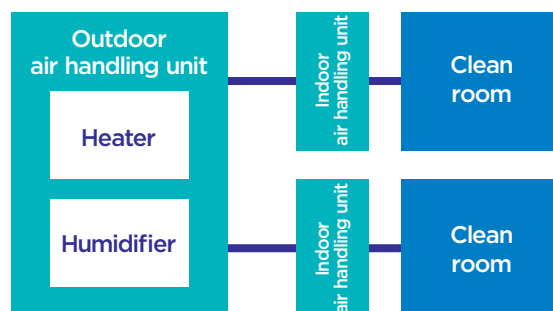 Outdoor
air handling unit
Heater
Humidifier
Indoor
air handling unit
Clean
room
Indoor
air handling unit
Clean
room